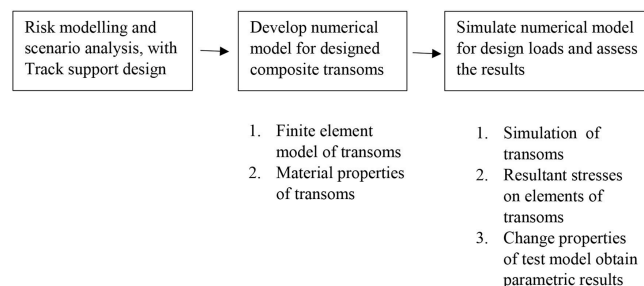 Risk modelling and
scenario analysis, with
Track support design
Develop numerical
model for designed
composite transoms
Simulate numerical model
for design loads and assess
the results
1. Finite element
model of transoms
2. Material properties
of transoms
1. Simulation of
transoms
2. Resultant stresses
on elements of
transoms
3. Change properties
of test model obtain
parametric results